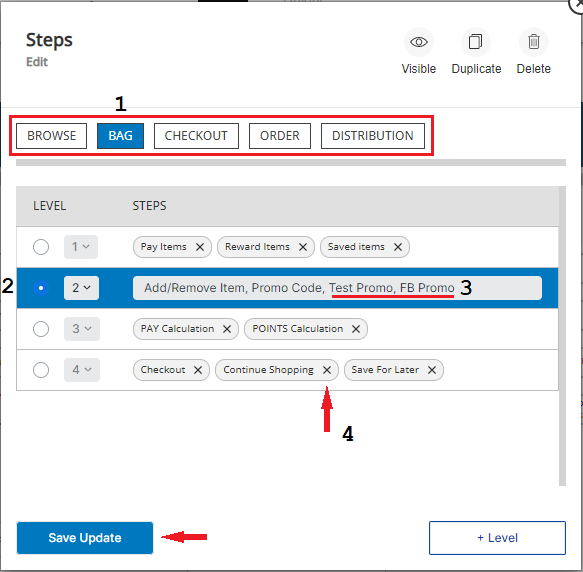 Steps
Edit
Visible Duplicate Delete
1
BROWSE BAG CHECKOUT ORDER DISTRIBUTION
LEVEL STEPS
1 Pay Items Reward Items Saved items
2 2 Add/Remove Item, Promo Code, Test Promo, FB Promo 3
3 PAY Calculation POINTS Calculation
4 Checkout Continue Shopping Save For Later
4
Save Update + Level